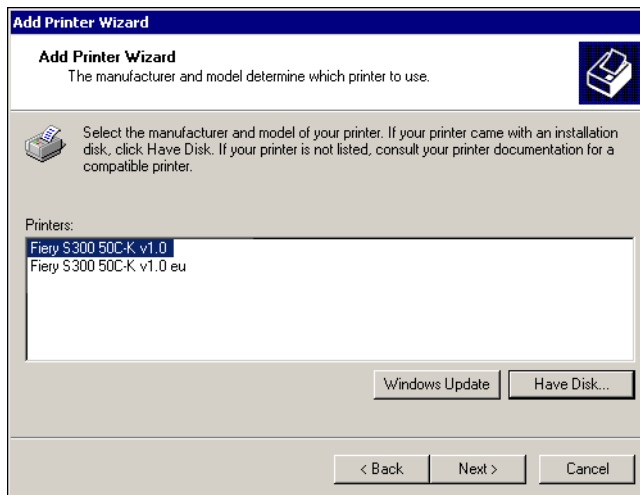 Add Printer Wizard
Add Printer Wizard
The manufacturer and model determine which printer to use.
Select the manufacturer and model of your printer. If your printer came with an installation
disk, click Have Disk. If your printer is not listed, consult your printer documentation for a
compatible printer.
Printers:
Fiery S300 50C-K v1.0
Fiery S300 50C-K v1.0 eu
Windows Update
Have Disk...
< Back
Next >
Cancel